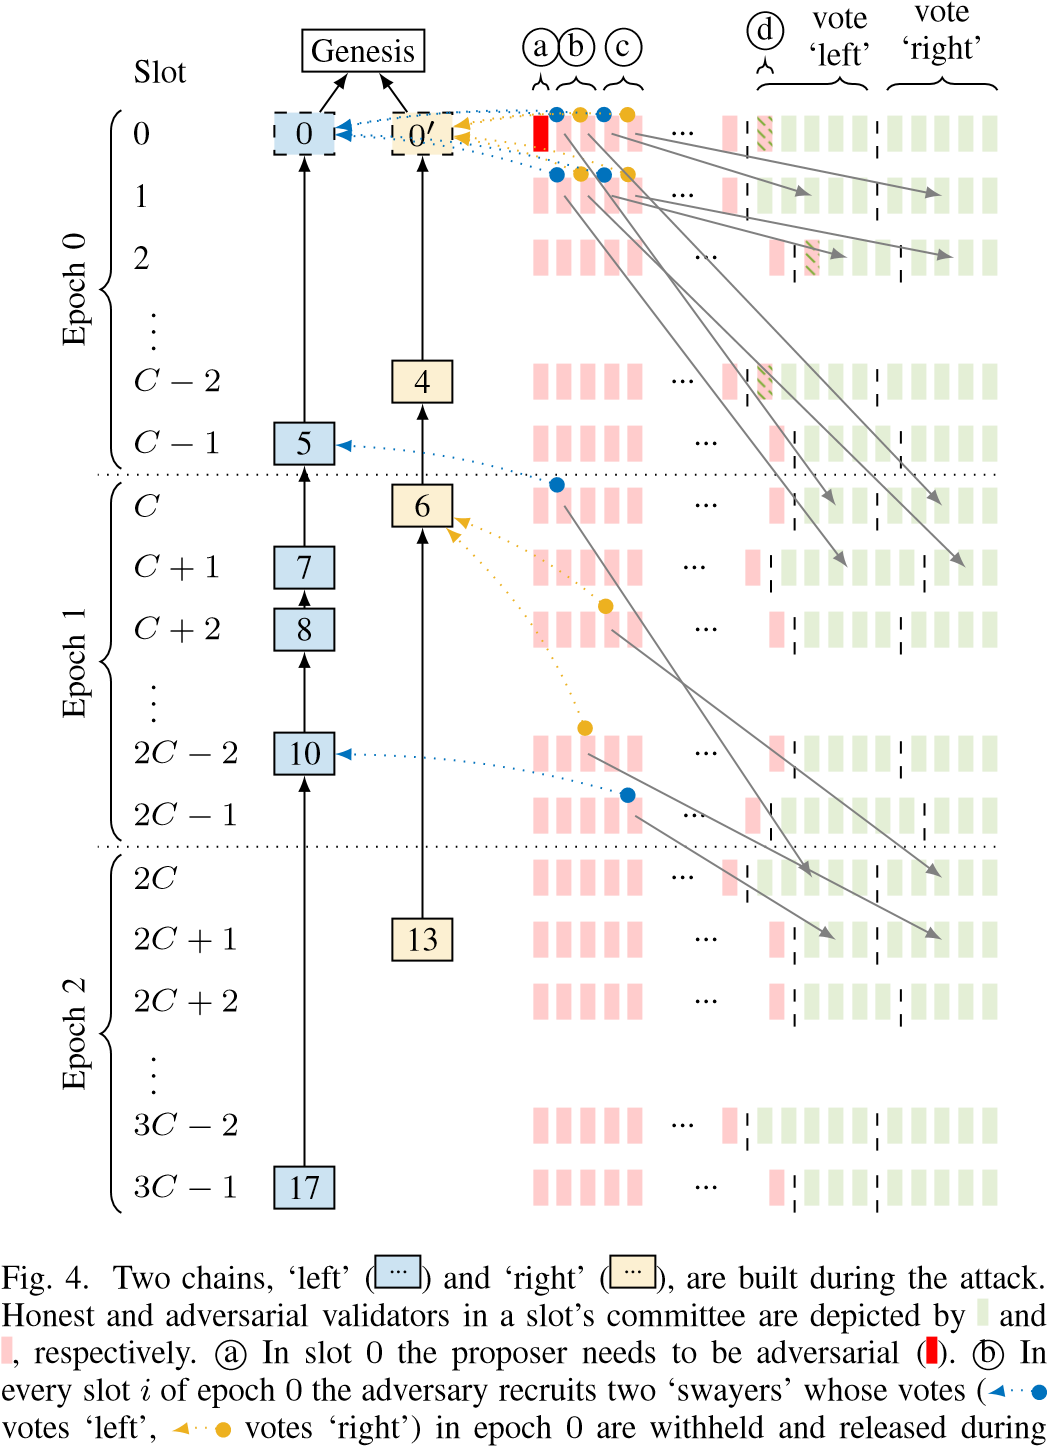 ⓐ ⓑ ⓒ ⓓ vote 'left' vote 'right'
Slot
Genesis
Epoch 0
0 0 0′ ...
1 ...
2 ...
⋮
C − 2 4 ...
C − 1 5 ...
Epoch 1
C 6 ...
C + 1 7 ...
C + 2 8 ...
⋮
2C − 2 10 ...
2C − 1 ...
Epoch 2
2C ...
2C + 1 13 ...
2C + 2 ...
⋮
3C − 2 ...
3C − 1 17 ...
Fig. 4. Two chains, 'left' (...) and 'right' (...), are built during the attack.
Honest and adversarial validators in a slot's committee are depicted by and
, respectively. ⓐ In slot 0 the proposer needs to be adversarial ( ). ⓑ In
every slot i of epoch 0 the adversary recruits two 'swayers' whose votes (
votes 'left', votes 'right') in epoch 0 are withheld and released during